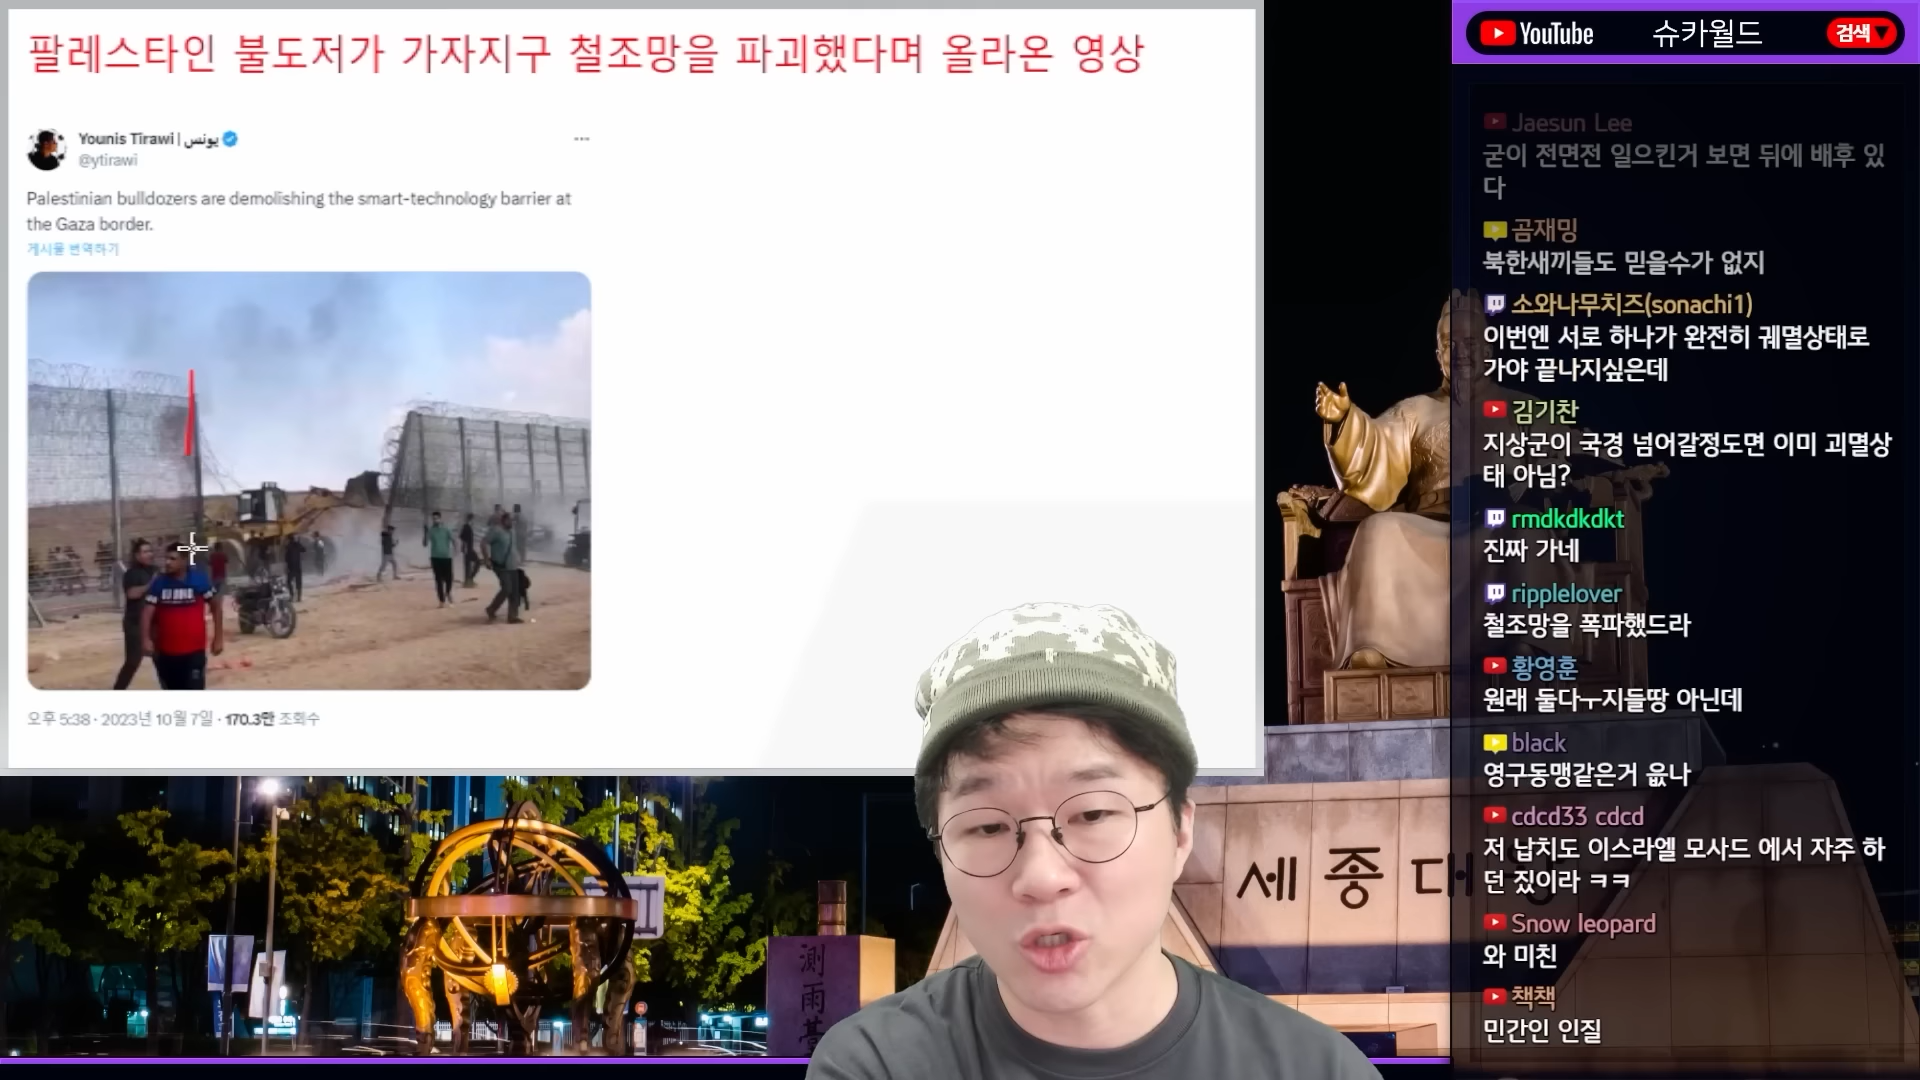 팔레스타인 불도저가 가자지구 철조망을 파괴했다며 올라온 영상
Younis Tirawi | يونس
@ytirawi
Palestinian bulldozers are demolishing the smart-technology barrier at
the Gaza border.
게시물 번역하기
오후 5:38 · 2023년 10월 7일 · 170.3만 조회수
세종대
測雨臺
YouTube 슈카월드 검색
Jaesun Lee
굳이 전면전 일으킨거 보면 뒤에 배후 있
다
곰재밍
북한새끼들도 믿을수가 없지
소와나무치즈(sonachi1)
이번엔 서로 하나가 완전히 궤멸상태로
가야 끝나지싶은데
김기찬
지상군이 국경 넘어갈정도면 이미 괴멸상
태 아님?
rmdkdkdkt
진짜 가네
ripplelover
철조망을 폭파했드라
황영훈
원래 둘다ㅜ지들땅 아닌데
black
영구동맹같은거 읎나
cdcd33 cdcd
저 납치도 이스라엘 모사드 에서 자주 하
던 짔이라 ㅋㅋ
Snow leopard
와 미친
책책
민간인 인질